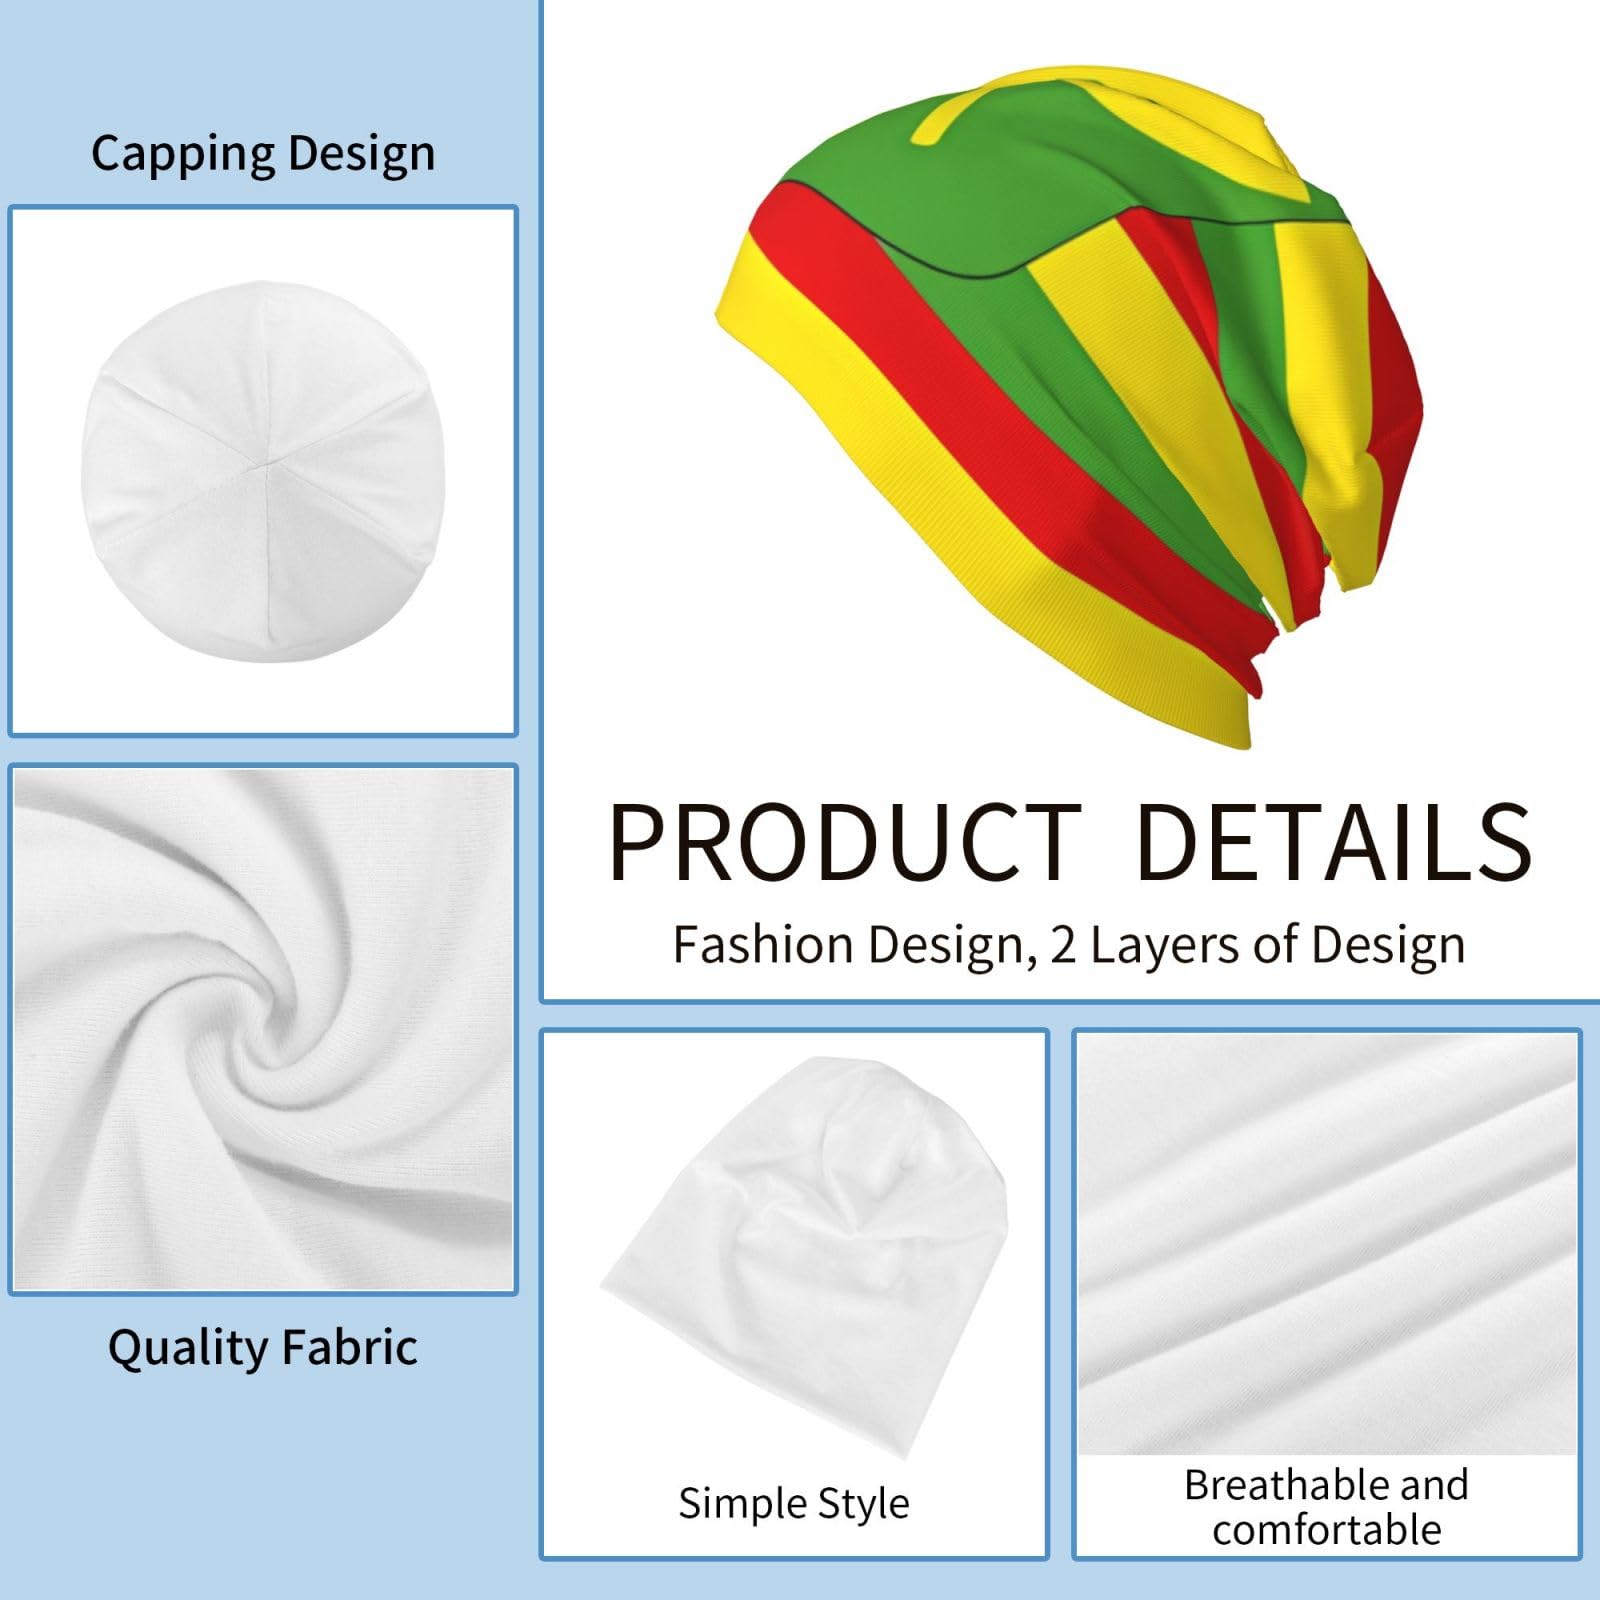 Capping Design
PRODUCT DETAILS
Fashion Design, 2 Layers of Design
Quality Fabric
Simple Style
Breathable and
comfortable